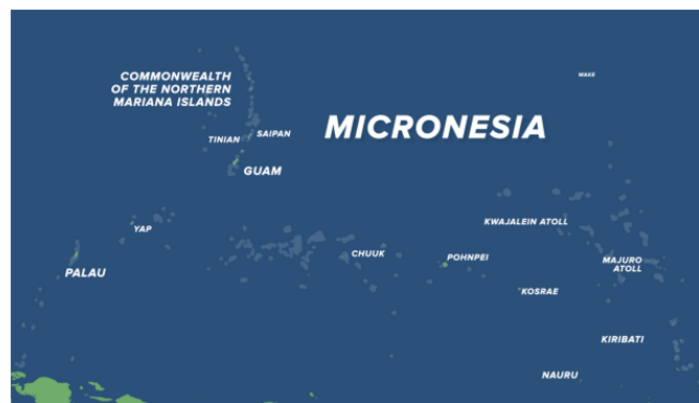 COMMONWEALTH
OF THE NORTHERN
MARIANA ISLANDS
WAKE
MICRONESIA
TINIAN
SAIPAN
GUAM
YAP
KWAJALEIN ATOLL
CHUUK
POHNPEI
MAJURO
ATOLL
PALAU
KOSRAE
KIRIBATI
NAURU